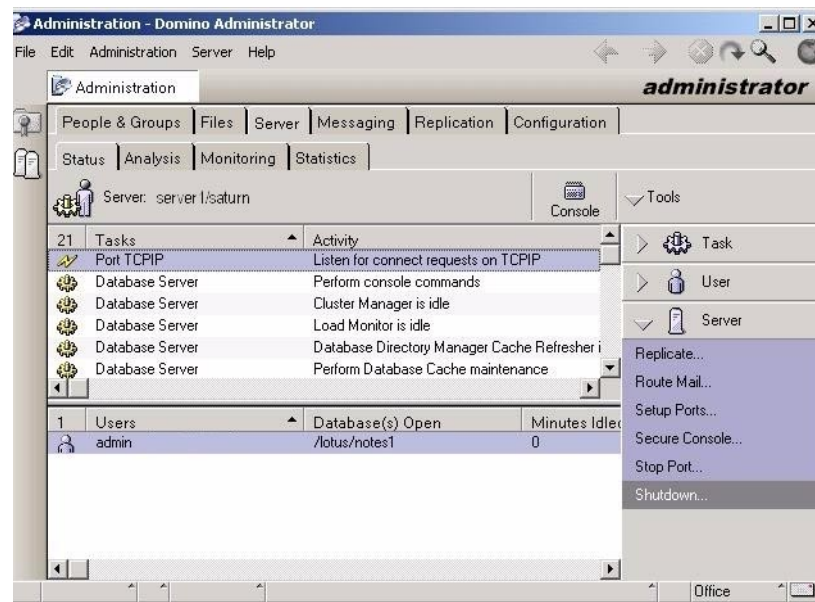 Administration - Domino Administrator
File Edit Administration Server Help
Administration
administrator
People & Groups Files Server Messaging Replication Configuration
Status Analysis Monitoring Statistics
Server: server1/saturn
Console
Tools
21 Tasks Activity
Port TCPIP Listen for connect requests on TCPIP
Database Server Perform console commands
Database Server Cluster Manager is idle
Database Server Load Monitor is idle
Database Server Database Directory Manager Cache Refresher i
Database Server Perform Database Cache maintenance
1 Users Database(s) Open Minutes Idle
admin /lotus/notes1 0
Task
User
Server
Replicate...
Route Mail...
Setup Ports...
Secure Console...
Stop Port...
Shutdown...
Office